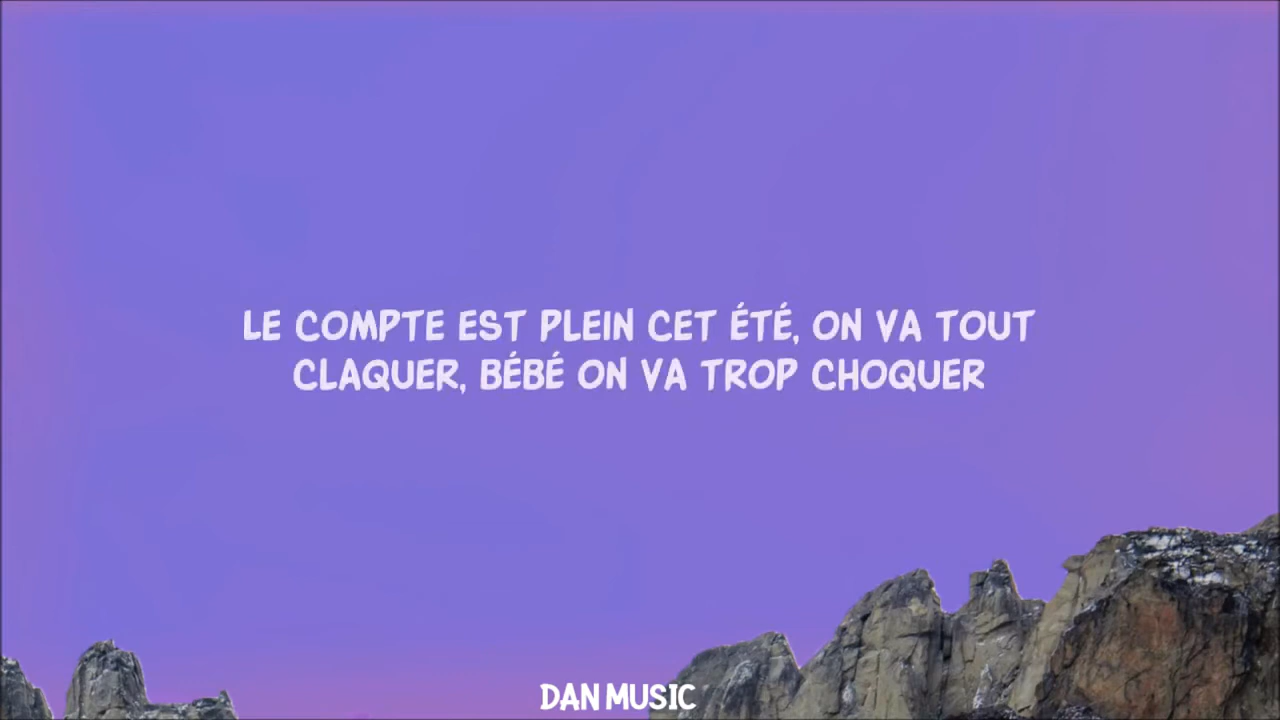 LE COMPTE EST PLEIN CET ÉTÉ, ON VA TOUT
CLAQUER, BÉBÉ ON VA TROP CHOQUER
DAN MUSIC